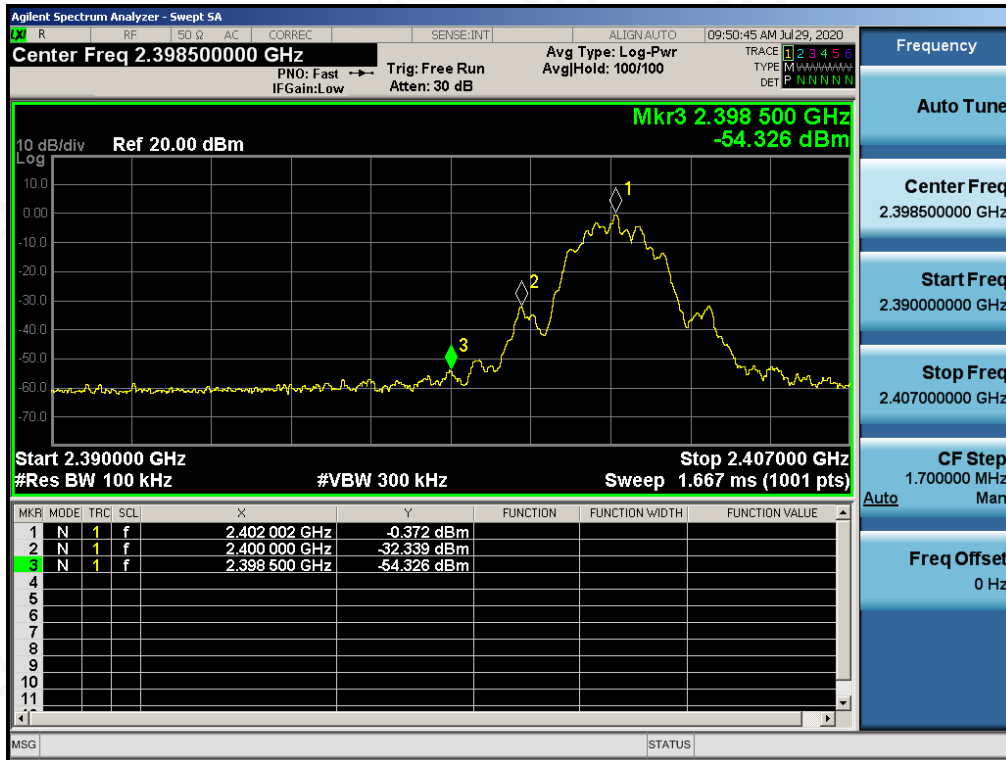 Agilent Spectrum Analyzer - Swept SA
LXI R RF 50 Ω AC CORREC SENSE:INT ALIGN AUTO 09:50:45 AM Jul 29, 2020
Center Freq 2.398500000 GHz
PNO: Fast
IFGain:Low
Trig: Free Run
Atten: 30 dB
Avg Type: Log-Pwr
Avg|Hold: 100/100
TRACE 1 2 3 4 5 6
TYPE M WWWWW
DET P N N N N N
Mkr3 2.398 500 GHz
-54.326 dBm
10 dB/div Ref 20.00 dBm
Log
10.0
0.00
-10.0
-20.0
-30.0
-40.0
-50.0
-60.0
-70.0
1
2
3
Start 2.390000 GHz Stop 2.407000 GHz
#Res BW 100 kHz #VBW 300 kHz Sweep 1.667 ms (1001 pts)
MKR MODE TRC SCL X Y FUNCTION FUNCTION WIDTH FUNCTION VALUE
1 N 1 f 2.402 002 GHz -0.372 dBm
2 N 1 f 2.400 000 GHz -32.339 dBm
3 N 1 f 2.398 500 GHz -54.326 dBm
4
5
6
7
8
9
10
11
MSG STATUS
Frequency
Auto Tune
Center Freq
2.398500000 GHz
Start Freq
2.390000000 GHz
Stop Freq
2.407000000 GHz
CF Step
1.700000 MHz
Auto Man
Freq Offset
0 Hz